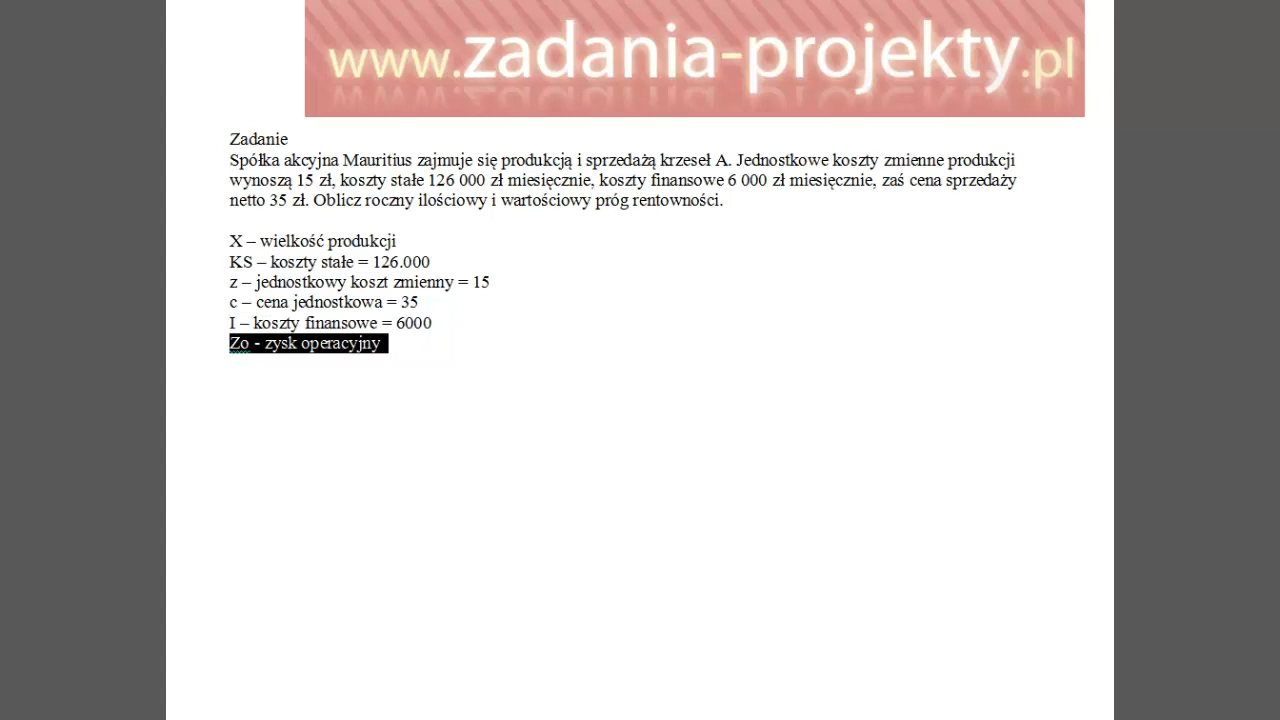 www.zadania-projekty.pl
Zadanie
Spółka akcyjna Mauritius zajmuje się produkcją i sprzedażą krzeseł A. Jednostkowe koszty zmienne produkcji
wynoszą 15 zł, koszty stałe 126 000 zł miesięcznie, koszty finansowe 6 000 zł miesięcznie, zaś cena sprzedaży
netto 35 zł. Oblicz roczny ilościowy i wartościowy próg rentowności.
X – wielkość produkcji
KS – koszty stałe = 126.000
z – jednostkowy koszt zmienny = 15
c – cena jednostkowa = 35
I – koszty finansowe = 6000
Zo - zysk operacyjny